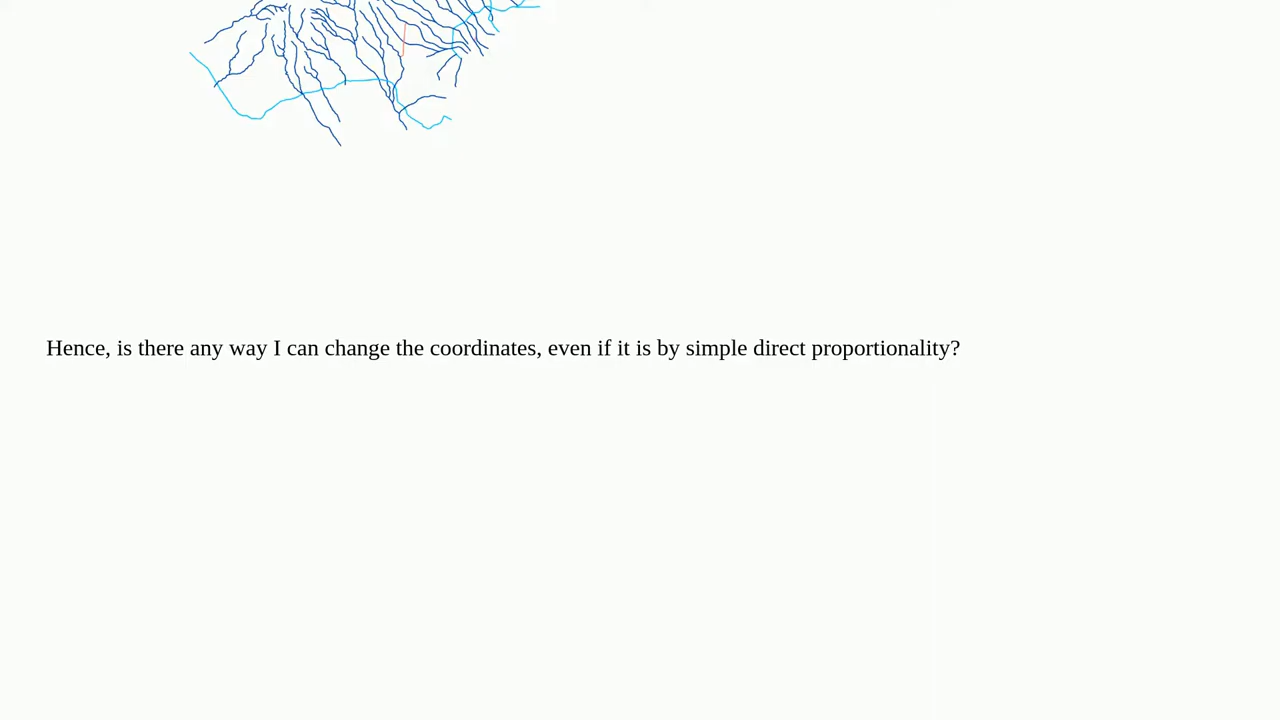 Hence, is there any way I can change the coordinates, even if it is by simple direct proportionality?